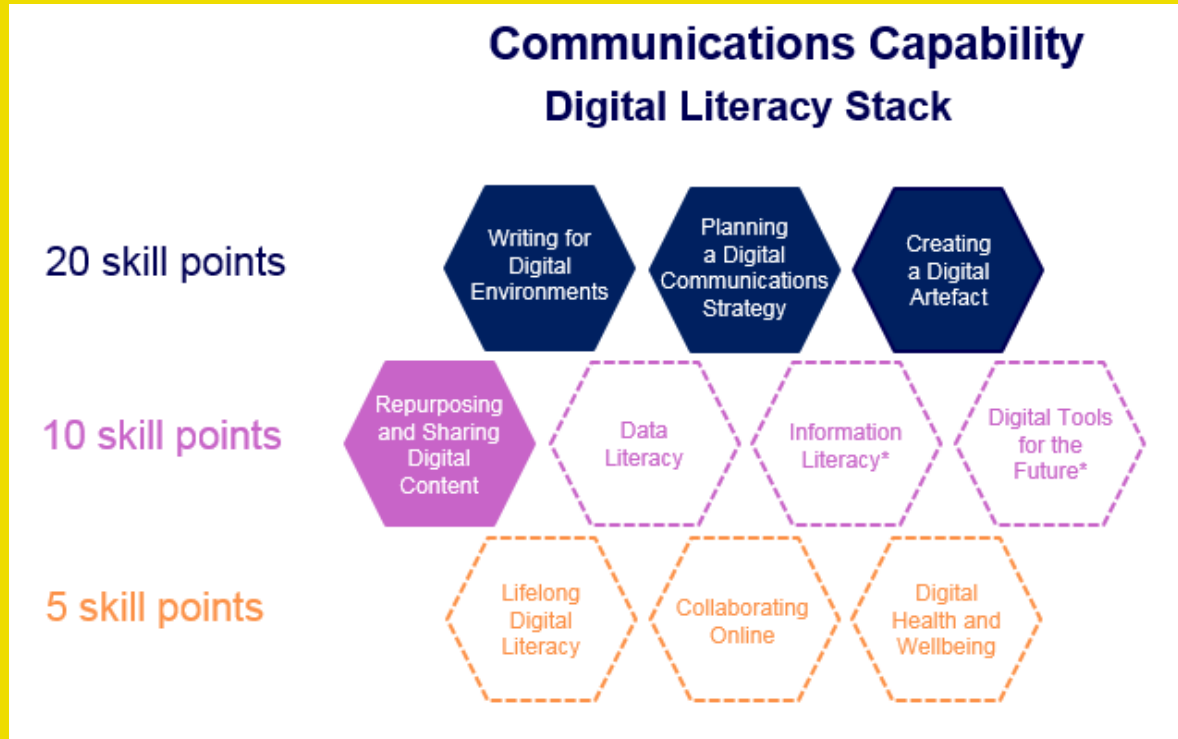 Communications Capability
Digital Literacy Stack
20 skill points
Writing for
Digital
Environments
Planning
a Digital
Communications
Strategy
Creating
a Digital
Artefact
10 skill points
Repurposing
and Sharing
Digital
Content
Data
Literacy
Information
Literacy*
Digital Tools
for the
Future*
5 skill points
Lifelong
Digital
Literacy
Collaborating
Online
Digital
Health and
Wellbeing